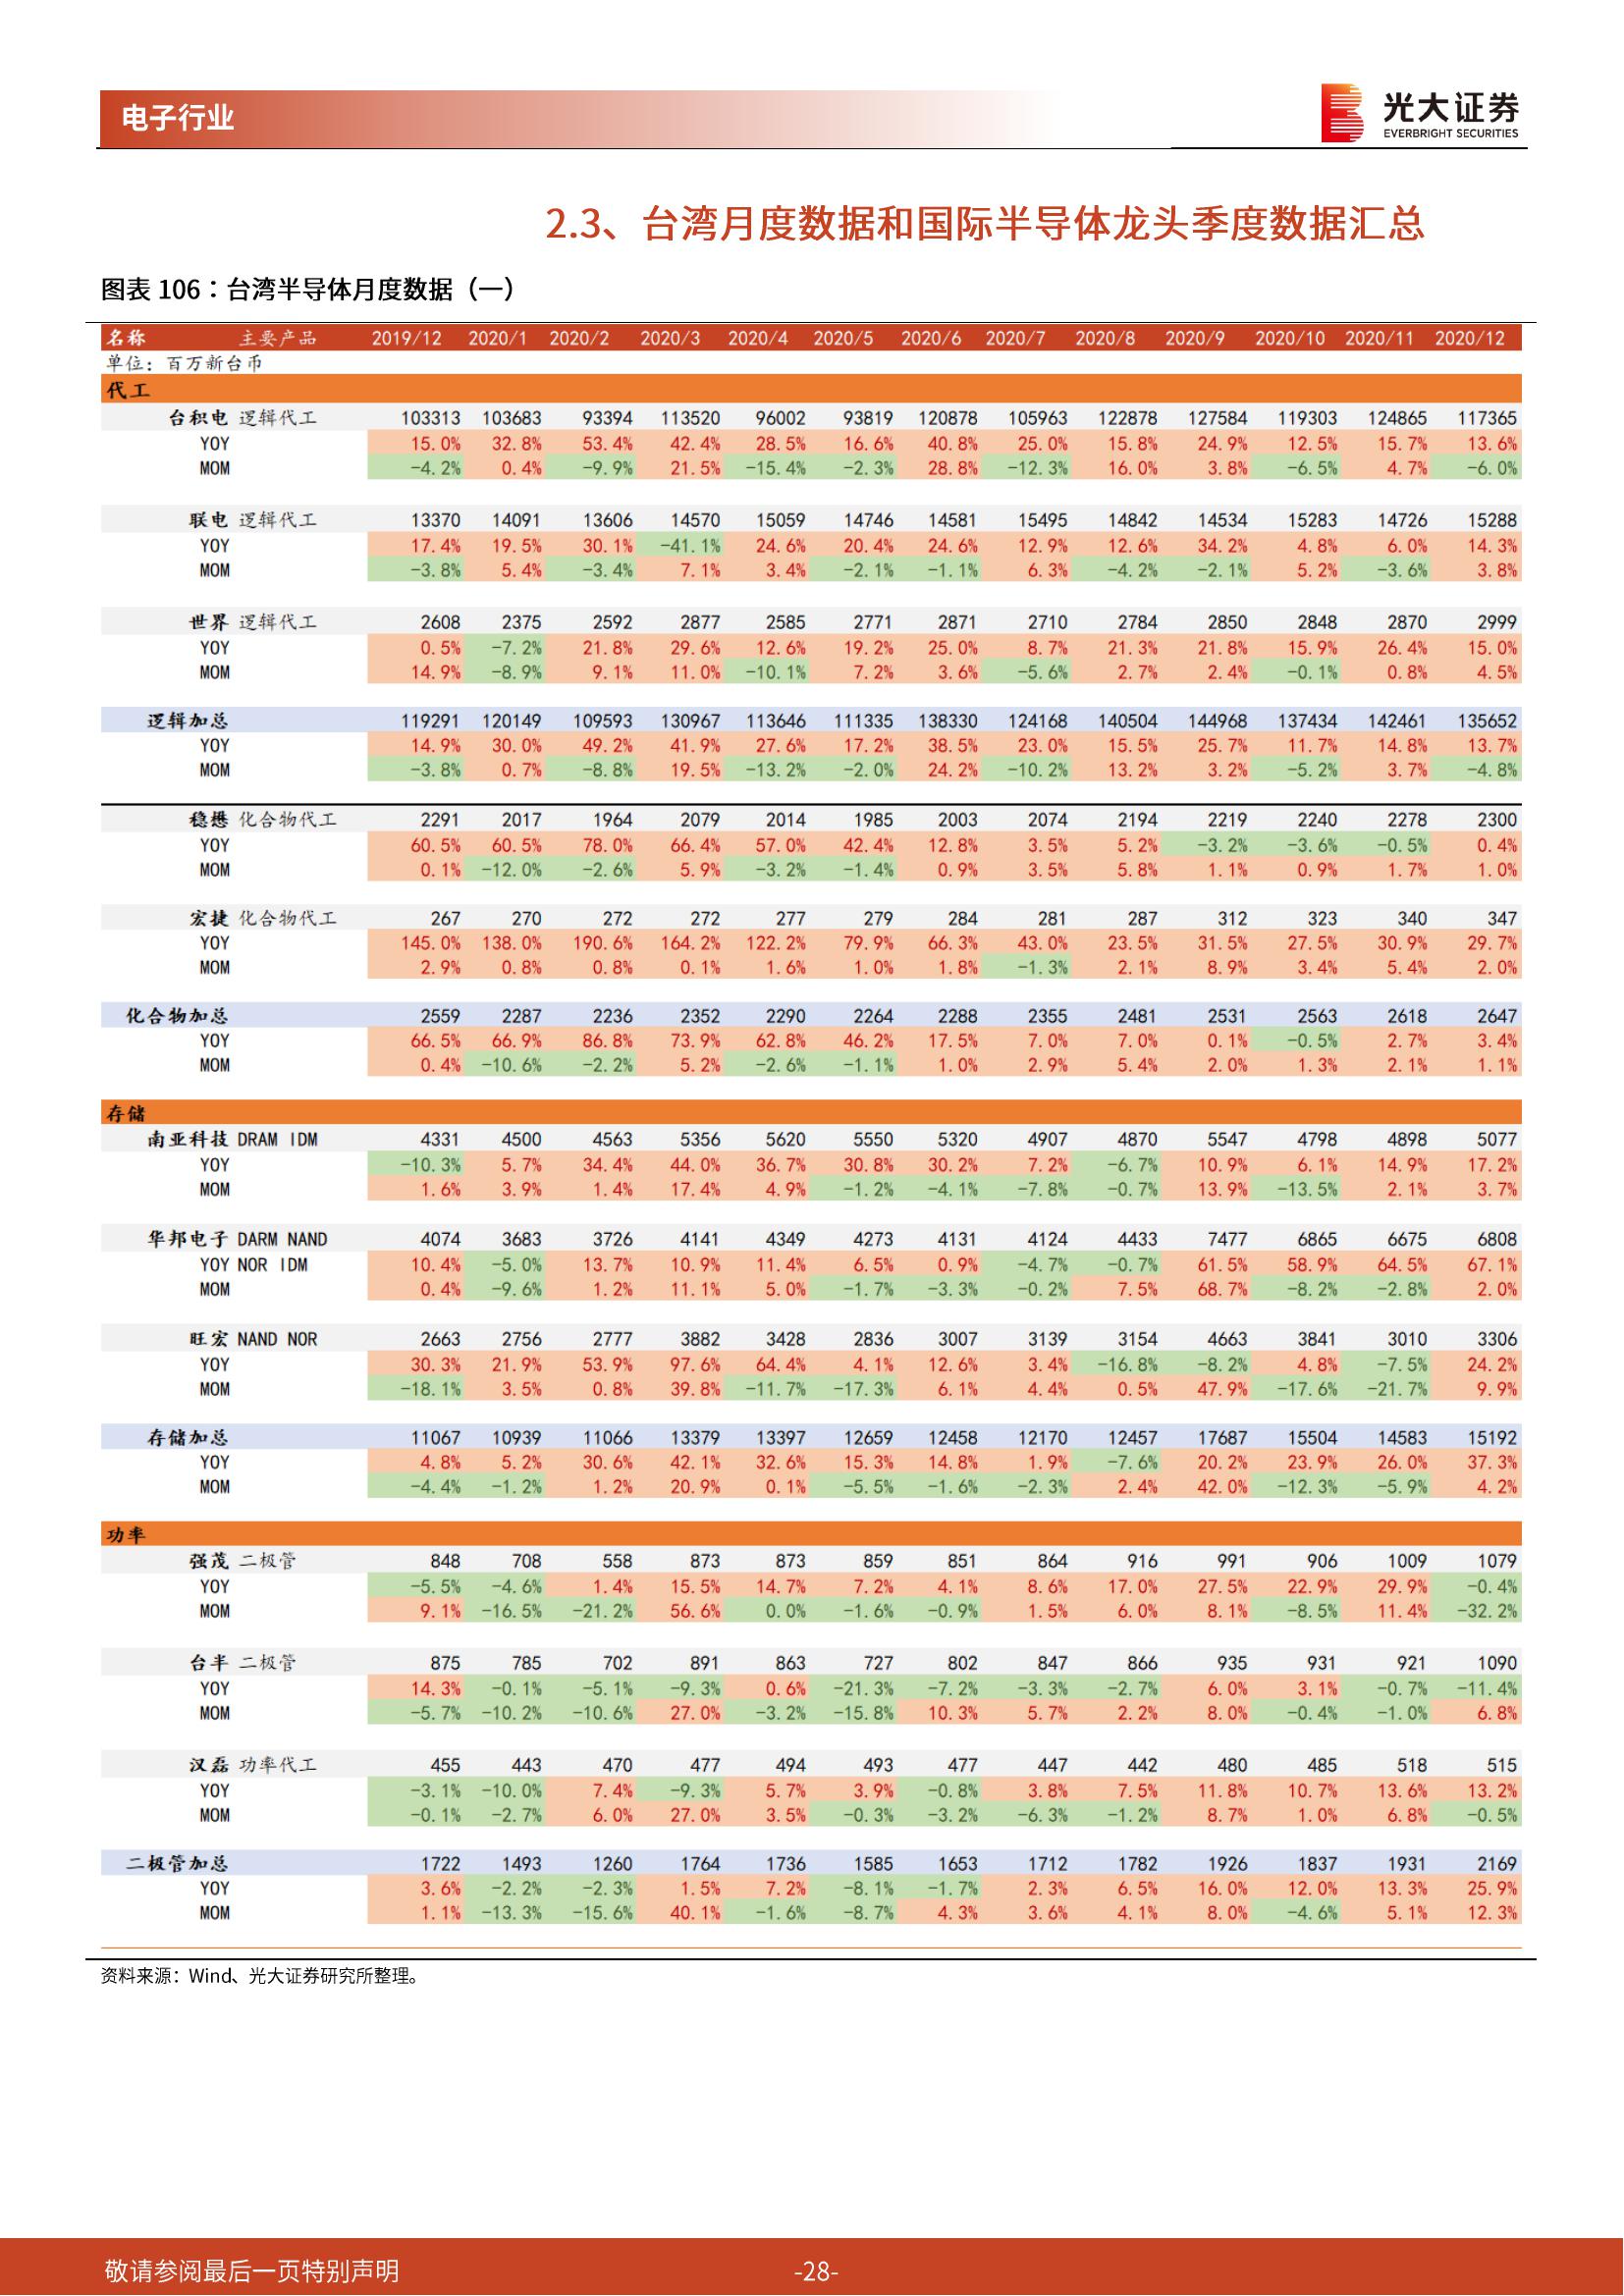 电子行业
光大证券
EVERBRIGHT SECURITIES
2.3、台湾月度数据和国际半导体龙头季度数据汇总
图表 106：台湾半导体月度数据（一）
名称 主要产品 2019/12 2020/1 2020/2 2020/3 2020/4 2020/5 2020/6 2020/7 2020/8 2020/9 2020/10 2020/11 2020/12
单位：百万新台币
代工
台积电 逻辑代工 103313 103683 93394 113520 96002 93819 120878 105963 122878 127584 119303 124865 117365
YOY 15.0% 32.8% 53.4% 42.4% 28.5% 16.6% 40.8% 25.0% 15.8% 24.9% 12.5% 15.7% 13.6%
MOM -4.2% 0.4% -9.9% 21.5% -15.4% -2.3% 28.8% -12.3% 16.0% 3.8% -6.5% 4.7% -6.0%
联电 逻辑代工 13370 14091 13606 14570 15059 14746 14581 15495 14842 14534 15283 14726 15288
YOY 17.4% 19.5% 30.1% -41.1% 24.6% 20.4% 24.6% 12.9% 12.6% 34.2% 4.8% 6.0% 14.3%
MOM -3.8% 5.4% -3.4% 7.1% 3.4% -2.1% -1.1% 6.3% -4.2% -2.1% 5.2% -3.6% 3.8%
世界 逻辑代工 2608 2375 2592 2877 2585 2771 2871 2710 2784 2850 2848 2870 2999
YOY 0.5% -7.2% 21.8% 29.6% 12.6% 19.2% 25.0% 8.7% 21.3% 21.8% 15.9% 26.4% 15.0%
MOM 14.9% -8.9% 9.1% 11.0% -10.1% 7.2% 3.6% -5.6% 2.7% 2.4% -0.1% 0.8% 4.5%
逻辑加总 119291 120149 109593 130967 113646 111335 138330 124168 140504 144968 137434 142461 135652
YOY 14.9% 30.0% 49.2% 41.9% 27.6% 17.2% 38.5% 23.0% 15.5% 25.7% 11.7% 14.8% 13.7%
MOM -3.8% 0.7% -8.8% 19.5% -13.2% -2.0% 24.2% -10.2% 13.2% 3.2% -5.2% 3.7% -4.8%
稳懋 化合物代工 2291 2017 1964 2079 2014 1985 2003 2074 2194 2219 2240 2278 2300
YOY 60.5% 60.5% 78.0% 66.4% 57.0% 42.4% 12.8% 3.5% 5.2% -3.2% -3.6% -0.5% 0.4%
MOM 0.1% -12.0% -2.6% 5.9% -3.2% -1.4% 0.9% 3.5% 5.8% 1.1% 0.9% 1.7% 1.0%
宏捷 化合物代工 267 270 272 272 277 279 284 281 287 312 323 340 347
YOY 145.0% 138.0% 190.6% 164.2% 122.2% 79.9% 66.3% 43.0% 23.5% 31.5% 27.5% 30.9% 29.7%
MOM 2.9% 0.8% 0.8% 0.1% 1.6% 1.0% 1.8% -1.3% 2.1% 8.9% 3.4% 5.4% 2.0%
化合物加总 2559 2287 2236 2352 2290 2264 2288 2355 2481 2531 2563 2618 2647
YOY 66.5% 66.9% 86.8% 73.9% 62.8% 46.2% 17.5% 7.0% 7.0% 0.1% -0.5% 2.7% 3.4%
MOM 0.4% -10.6% -2.2% 5.2% -2.6% -1.1% 1.0% 2.9% 5.4% 2.0% 1.3% 2.1% 1.1%
存储
南亚科技 DRAM IDM 4331 4500 4563 5356 5620 5550 5320 4907 4870 5547 4798 4898 5077
YOY -10.3% 5.7% 34.4% 44.0% 36.7% 30.8% 30.2% 7.2% -6.7% 10.9% 6.1% 14.9% 17.2%
MOM 1.6% 3.9% 1.4% 17.4% 4.9% -1.2% -4.1% -7.8% -0.7% 13.9% -13.5% 2.1% 3.7%
华邦电子 DARM NAND 4074 3683 3726 4141 4349 4273 4131 4124 4433 7477 6865 6675 6808
YOY NOR IDM 10.4% -5.0% 13.7% 10.9% 11.4% 6.5% 0.9% -4.7% -0.7% 61.5% 58.9% 64.5% 67.1%
MOM 0.4% -9.6% 1.2% 11.1% 5.0% -1.7% -3.3% -0.2% 7.5% 68.7% -8.2% -2.8% 2.0%
旺宏 NAND NOR 2663 2756 2777 3882 3428 2836 3007 3139 3154 4663 3841 3010 3306
YOY 30.3% 21.9% 53.9% 97.6% 64.4% 4.1% 12.6% 3.4% -16.8% -8.2% 4.8% -7.5% 24.2%
MOM -18.1% 3.5% 0.8% 39.8% -11.7% -17.3% 6.1% 4.4% 0.5% 47.9% -17.6% -21.7% 9.9%
存储加总 11067 10939 11066 13379 13397 12659 12458 12170 12457 17687 15504 14583 15192
YOY 4.8% 5.2% 30.6% 42.1% 32.6% 15.3% 14.8% 1.9% -7.6% 20.2% 23.9% 26.0% 37.3%
MOM -4.4% -1.2% 1.2% 20.9% 0.1% -5.5% -1.6% -2.3% 2.4% 42.0% -12.3% -5.9% 4.2%
功率
强茂 二极管 848 708 558 873 873 859 851 864 916 991 906 1009 1079
YOY -5.5% -4.6% 1.4% 15.5% 14.7% 7.2% 4.1% 8.6% 17.0% 27.5% 22.9% 29.9% -0.4%
MOM 9.1% -16.5% -21.2% 56.6% 0.0% -1.6% -0.9% 1.5% 6.0% 8.1% -8.5% 11.4% -32.2%
台半 二极管 875 785 702 891 863 727 802 847 866 935 931 921 1090
YOY 14.3% -0.1% -5.1% -9.3% 0.6% -21.3% -7.2% -3.3% -2.7% 6.0% 3.1% -0.7% -11.4%
MOM -5.7% -10.2% -10.6% 27.0% -3.2% -15.8% 10.3% 5.7% 2.2% 8.0% -0.4% -1.0% 6.8%
汉磊 功率代工 455 443 470 477 494 493 477 447 442 480 485 518 515
YOY -3.1% -10.0% 7.4% -9.3% 5.7% 3.9% -0.8% 3.8% 7.5% 11.8% 10.7% 13.6% 13.2%
MOM -0.1% -2.7% 6.0% 27.0% 3.5% -0.3% -3.2% -6.3% -1.2% 8.7% 1.0% 6.8% -0.5%
二极管加总 1722 1493 1260 1764 1736 1585 1653 1712 1782 1926 1837 1931 2169
YOY 3.6% -2.2% -2.3% 1.5% 7.2% -8.1% -1.7% 2.3% 6.5% 16.0% 12.0% 13.3% 25.9%
MOM 1.1% -13.3% -15.6% 40.1% -1.6% -8.7% 4.3% 3.6% 4.1% 8.0% -4.6% 5.1% 12.3%
资料来源：Wind、光大证券研究所整理。
敬请参阅最后一页特别声明
-28-